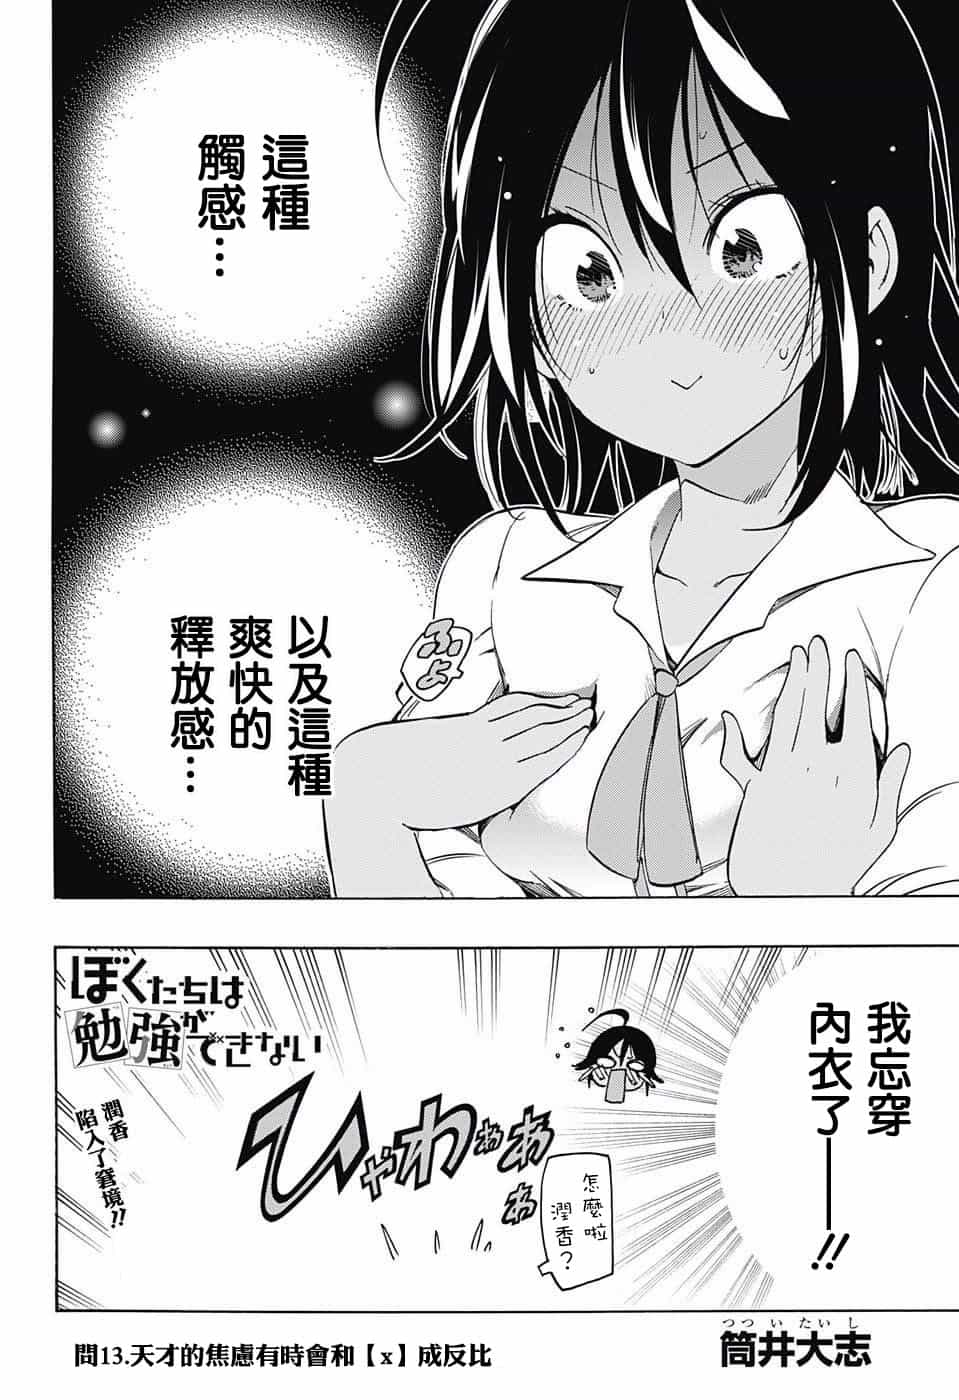 這種
觸感…
以及這種
爽快的
釋放感…
ふよ
我忘穿
內衣了——!!
ぼくたちは
勉強が
できない
ひゃわぁぁあぁぁ
怎麼啦
潤香?
潤香
陷入了窘境!!
問13.天才的焦慮有時會和【x】成反比
つつ い たい し
筒井大志